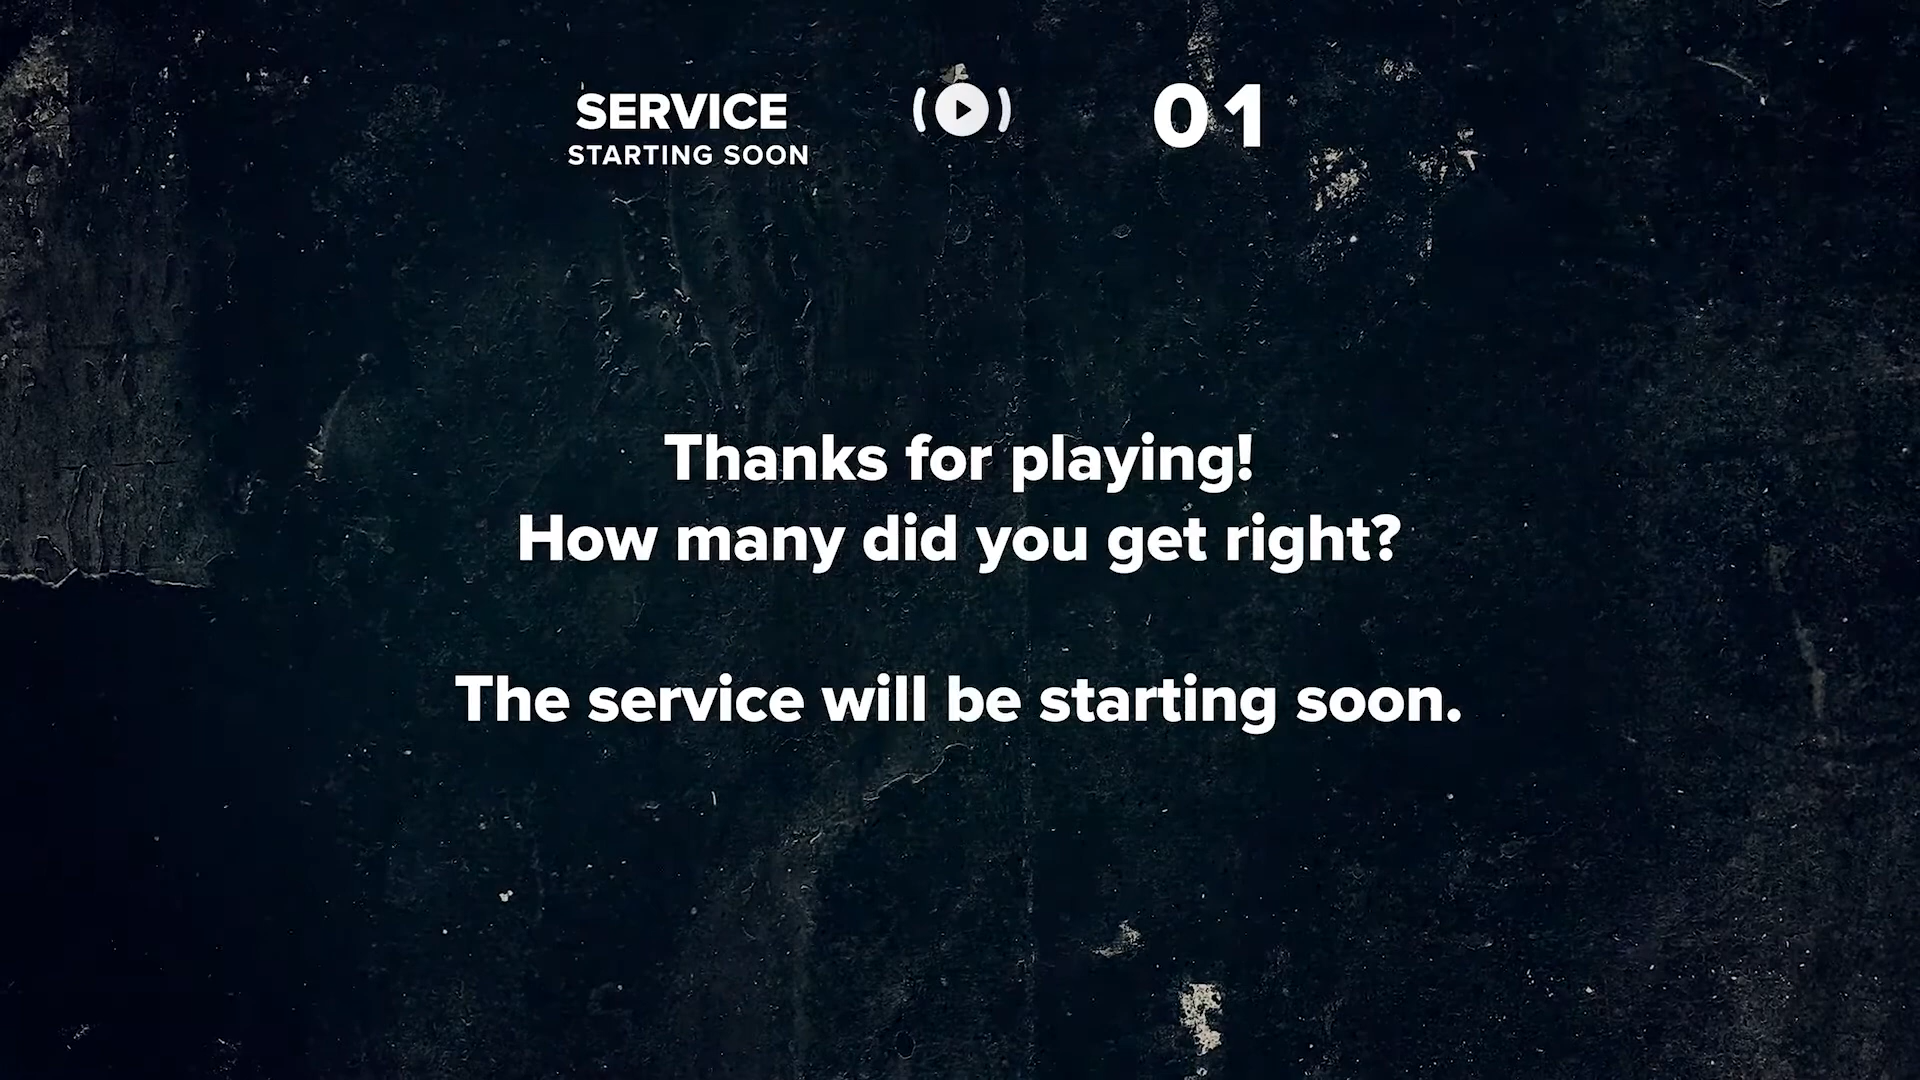 SERVICE
STARTING SOON
01
Thanks for playing!
How many did you get right?
The service will be starting soon.